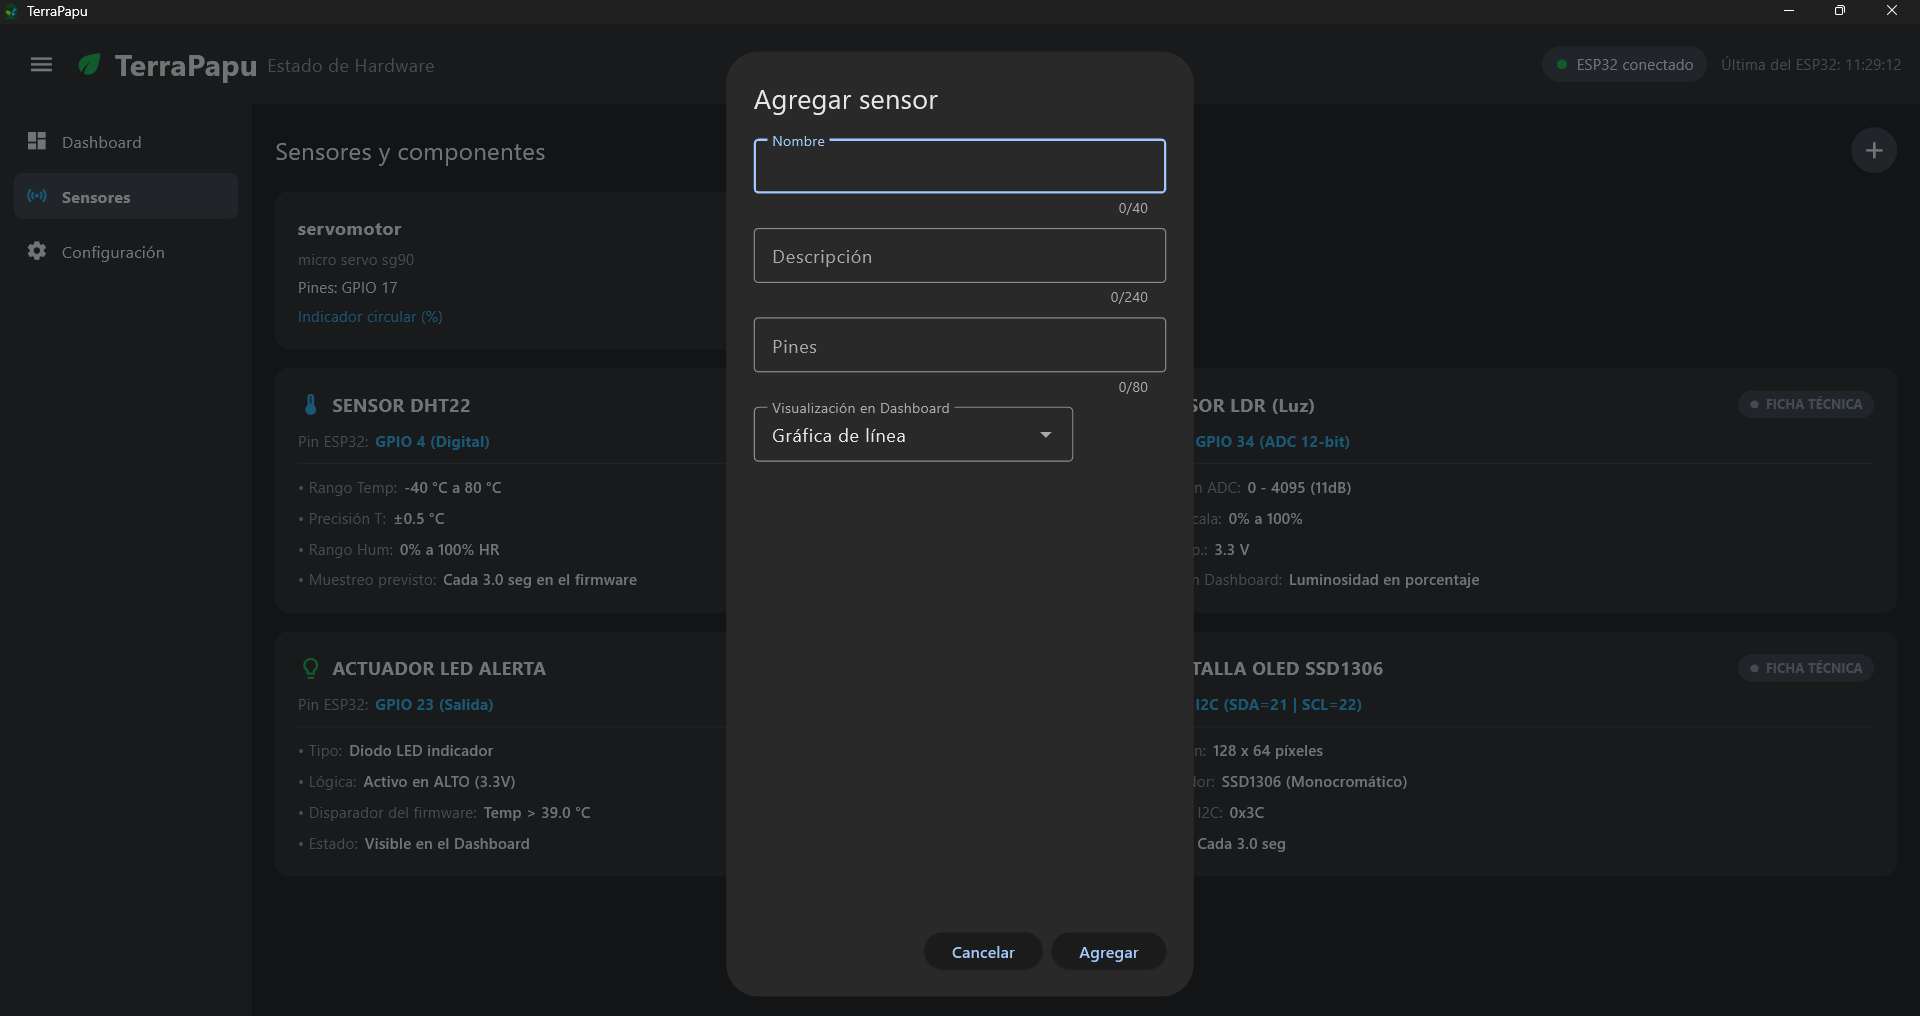 TerraPapu
TerraPapu Estado de Hardware
ESP32 conectado
Última del ESP32: 11:29:12
Dashboard
Sensores
Configuración
Sensores y componentes
servomotor
micro servo sg90
Pines: GPIO 17
Indicador circular (%)
SENSOR DHT22
Pin ESP32: GPIO 4 (Digital)
• Rango Temp: -40 °C a 80 °C
• Precisión T: ±0.5 °C
• Rango Hum: 0% a 100% HR
• Muestreo previsto: Cada 3.0 seg en el firmware
SOR LDR (Luz)
FICHA TÉCNICA
GPIO 34 (ADC 12-bit)
n ADC: 0 - 4095 (11dB)
cala: 0% a 100%
p.: 3.3 V
n Dashboard: Luminosidad en porcentaje
ACTUADOR LED ALERTA
Pin ESP32: GPIO 23 (Salida)
• Tipo: Diodo LED indicador
• Lógica: Activo en ALTO (3.3V)
• Disparador del firmware: Temp > 39.0 °C
• Estado: Visible en el Dashboard
TALLA OLED SSD1306
FICHA TÉCNICA
I2C (SDA=21 | SCL=22)
n: 128 x 64 píxeles
lor: SSD1306 (Monocromático)
I2C: 0x3C
Cada 3.0 seg
Agregar sensor
Nombre
0/40
Descripción
0/240
Pines
0/80
Visualización en Dashboard
Gráfica de línea
Cancelar
Agregar